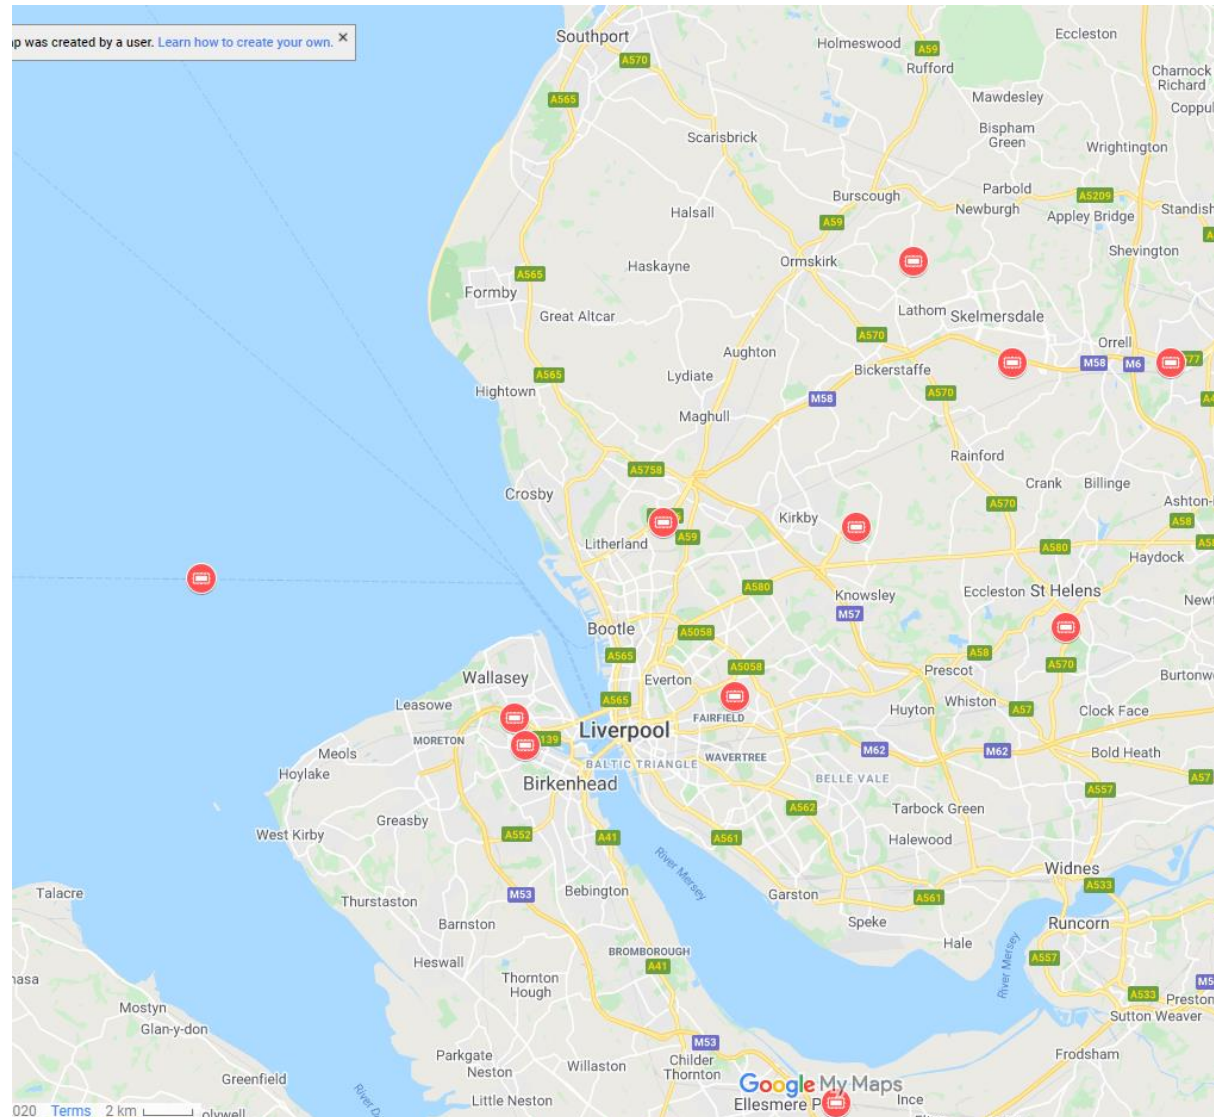 ap was created by a user. Learn how to create your own. ×
Southport
A570
A565
Holmeswood
A59
Rufford
Eccleston
Charnock
Richard
Mawdesley
Coppul
Scarisbrick
Bispham
Green
Wrightington
Burscough
Parbold
A5209
Halsall
Newburgh
Appley Bridge
Standish
A59
Shevington
Haskayne
Ormskirk
A565
Formby
Great Altcar
Lathom
Skelmersdale
A570
Orrell
Aughton
Bickerstaffe
M58
M6
77
A565
Hightown
Lydiate
A570
M58
Maghull
Rainford
A5758
Crank
Billinge
Crosby
A570
Ashton-
Kirkby
A58
A59
Litherland
A580
Haydock
A580
Knowsley
Eccleston
St Helens
M57
Bootle
A5058
A565
A58
A570
Wallasey
Everton
A5058
Prescot
Burtonw
Leasowe
A565
FAIRFIELD
Huyton
Whiston
A57
Clock Face
MORETON
139
Liverpool
M62
M62
Bold Heath
Meols
BALTIC TRIANGLE
WAVERTREE
Hoylake
BELLE VALE
A57
Birkenhead
A557
Greasby
A562
Tarbock Green
West Kirby
A552
A41
A561
Halewood
River Mersey
Widnes
Talacre
M53
Bebington
Garston
A561
A533
Thurstaston
Barnston
Speke
Runcorn
BROMBOROUGH
Hale
River Mersey
A557
Heswall
A41
Thornton
Hough
A533
Preston
Mostyn
Sutton Weaver
Glan-y-don
M53
Parkgate
Neston
Willaston
Childer
Thornton
Frodsham
Greenfield
Google My Maps
Little Neston
Ellesmere P
Ince
020 Terms 2 km
olywell